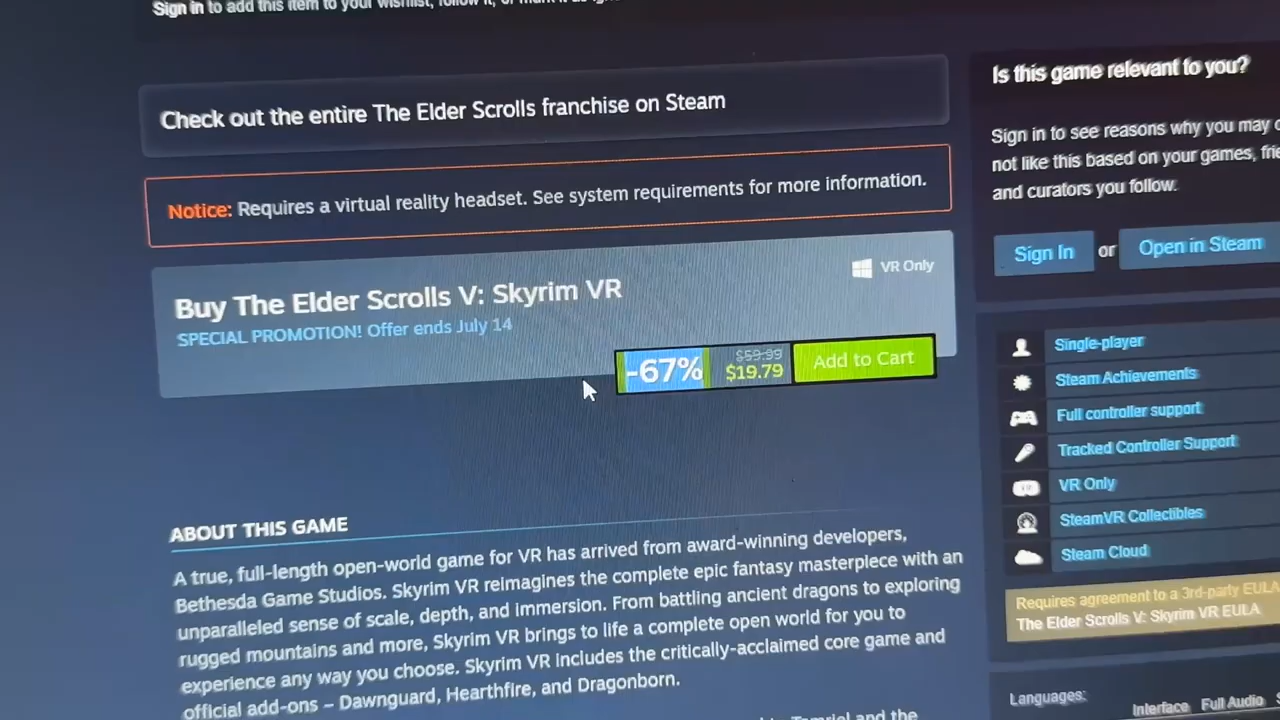 Sign in to add this item to your wishlist, follow it, or mark it as
Check out the entire The Elder Scrolls franchise on Steam
Notice: Requires a virtual reality headset. See system requirements for more information.
Buy The Elder Scrolls V: Skyrim VR
VR Only
SPECIAL PROMOTION! Offer ends July 14
-67%
$59.99
$19.79
Add to Cart
ABOUT THIS GAME
A true, full-length open-world game for VR has arrived from award-winning developers,
Bethesda Game Studios. Skyrim VR reimagines the complete epic fantasy masterpiece with an
unparalleled sense of scale, depth, and immersion. From battling ancient dragons to exploring
rugged mountains and more, Skyrim VR brings to life a complete open world for you to
experience any way you choose. Skyrim VR includes the critically-acclaimed core game and
official add-ons – Dawnguard, Hearthfire, and Dragonborn.
Tamriel and the
Is this game relevant to you?
Sign in to see reasons why you may
not like this based on your games,
and curators you follow.
Sign In or Open in Steam
Single-player
Steam Achievements
Full controller support
Tracked Controller Support
VR Only
SteamVR Collectibles
Steam Cloud
Requires agreement to a 3rd-party EULA
The Elder Scrolls V: Skyrim VR EULA
Languages:
Interface Full Audio